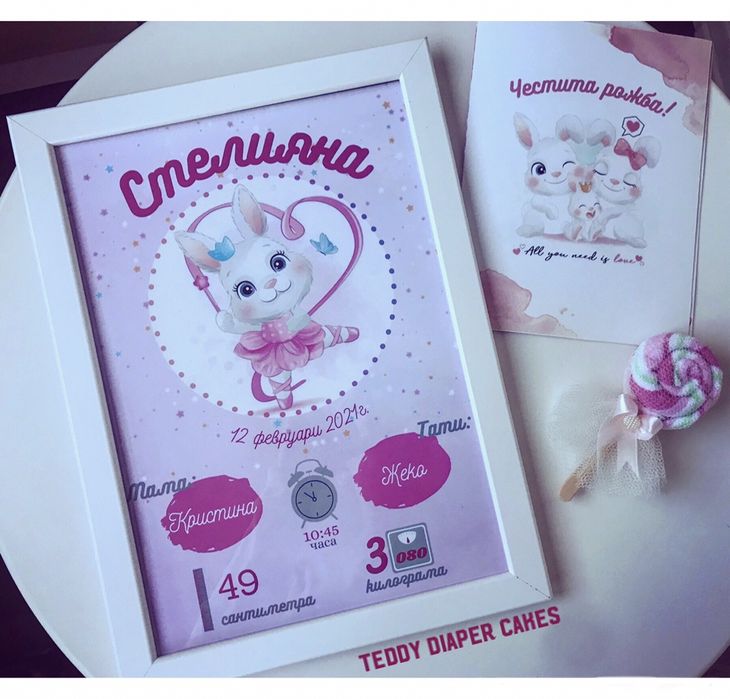 Стелияна
12 февруари 2021г.
Мама:
Кристина
Тати:
Жеко
10:45
часа
49
сантиметра
3 080
килограма
Честита рожба!
All you need is love
TEDDY DIAPER CAKES